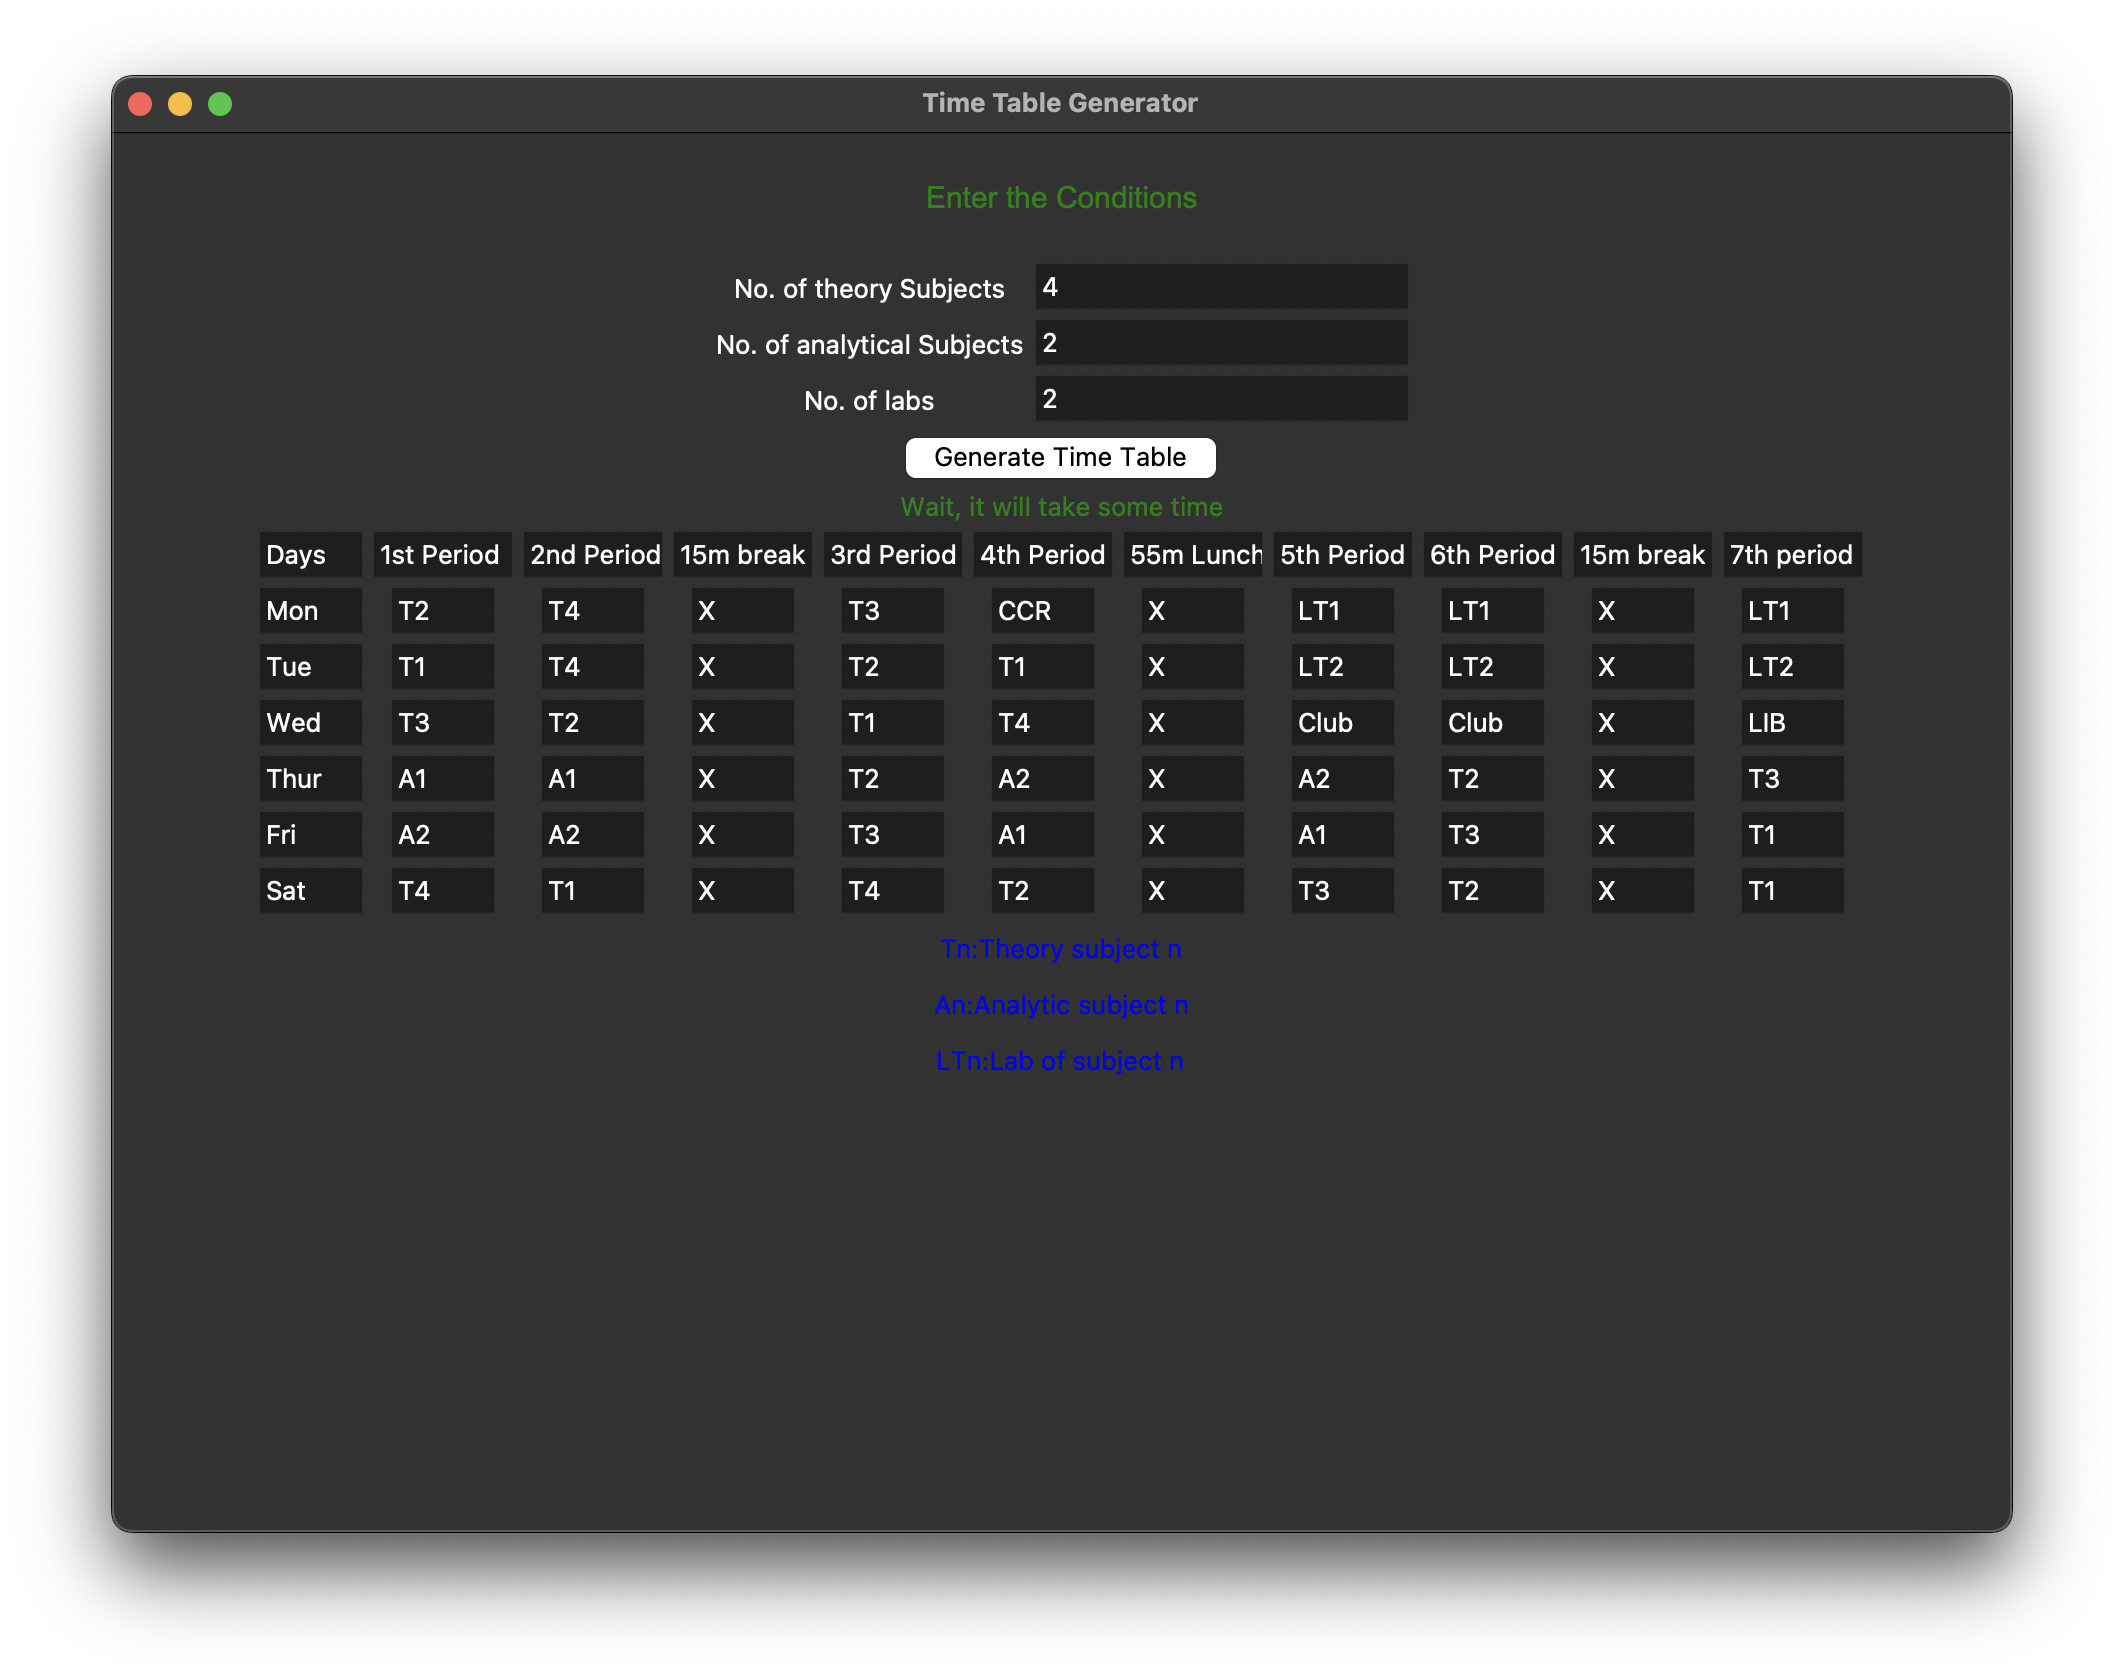 Time Table Generator
Enter the Conditions
No. of theory Subjects 4
No. of analytical Subjects 2
No. of labs 2
Generate Time Table
Wait, it will take some time
Days 1st Period 2nd Period 15m break 3rd Period 4th Period 55m Lunch 5th Period 6th Period 15m break 7th period
Mon T2 T4 X T3 CCR X LT1 LT1 X LT1
Tue T1 T4 X T2 T1 X LT2 LT2 X LT2
Wed T3 T2 X T1 T4 X Club Club X LIB
Thur A1 A1 X T2 A2 X A2 T2 X T3
Fri A2 A2 X T3 A1 X A1 T3 X T1
Sat T4 T1 X T4 T2 X T3 T2 X T1
Tn:Theory subject n
An:Analytic subject n
LTn:Lab of subject n